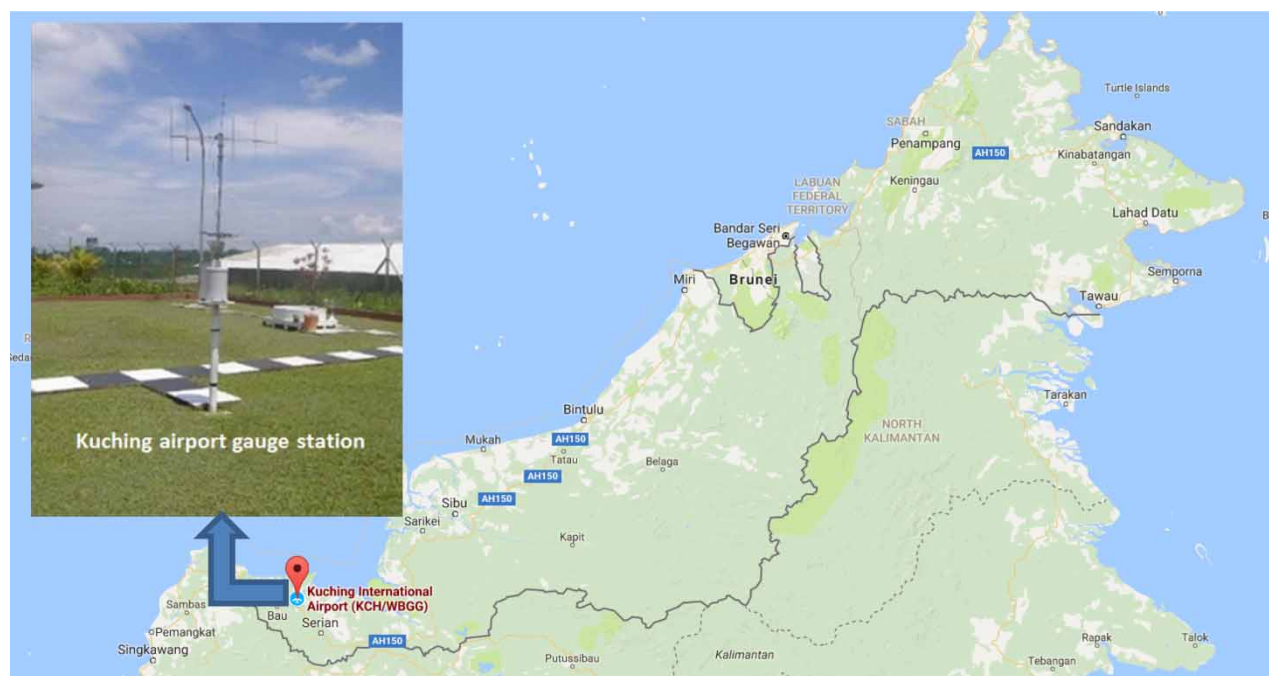 Kuching airport gauge station
Turtle Islands
SABAH
Sandakan
Penampang
AH150
Kinabatangan
LABUAN
FEDERAL
TERRITORY
Keningau
Lahad Datu
Bandar Seri
Begawan
Semporna
Miri
Brunei
Tawau
Tarakan
Bintulu
NORTH
KALIMANTAN
Mukah
AH150
Tatau
AH150
Belaga
Sibu
AH150
Sarikei
Kapit
Kuching International
Airport (KCH/WBGG)
Sambas
Bau
Serian
Pemangkat
AH150
Singkawang
Putussibau
Kalimantan
Rapak
Talok
Tebangan